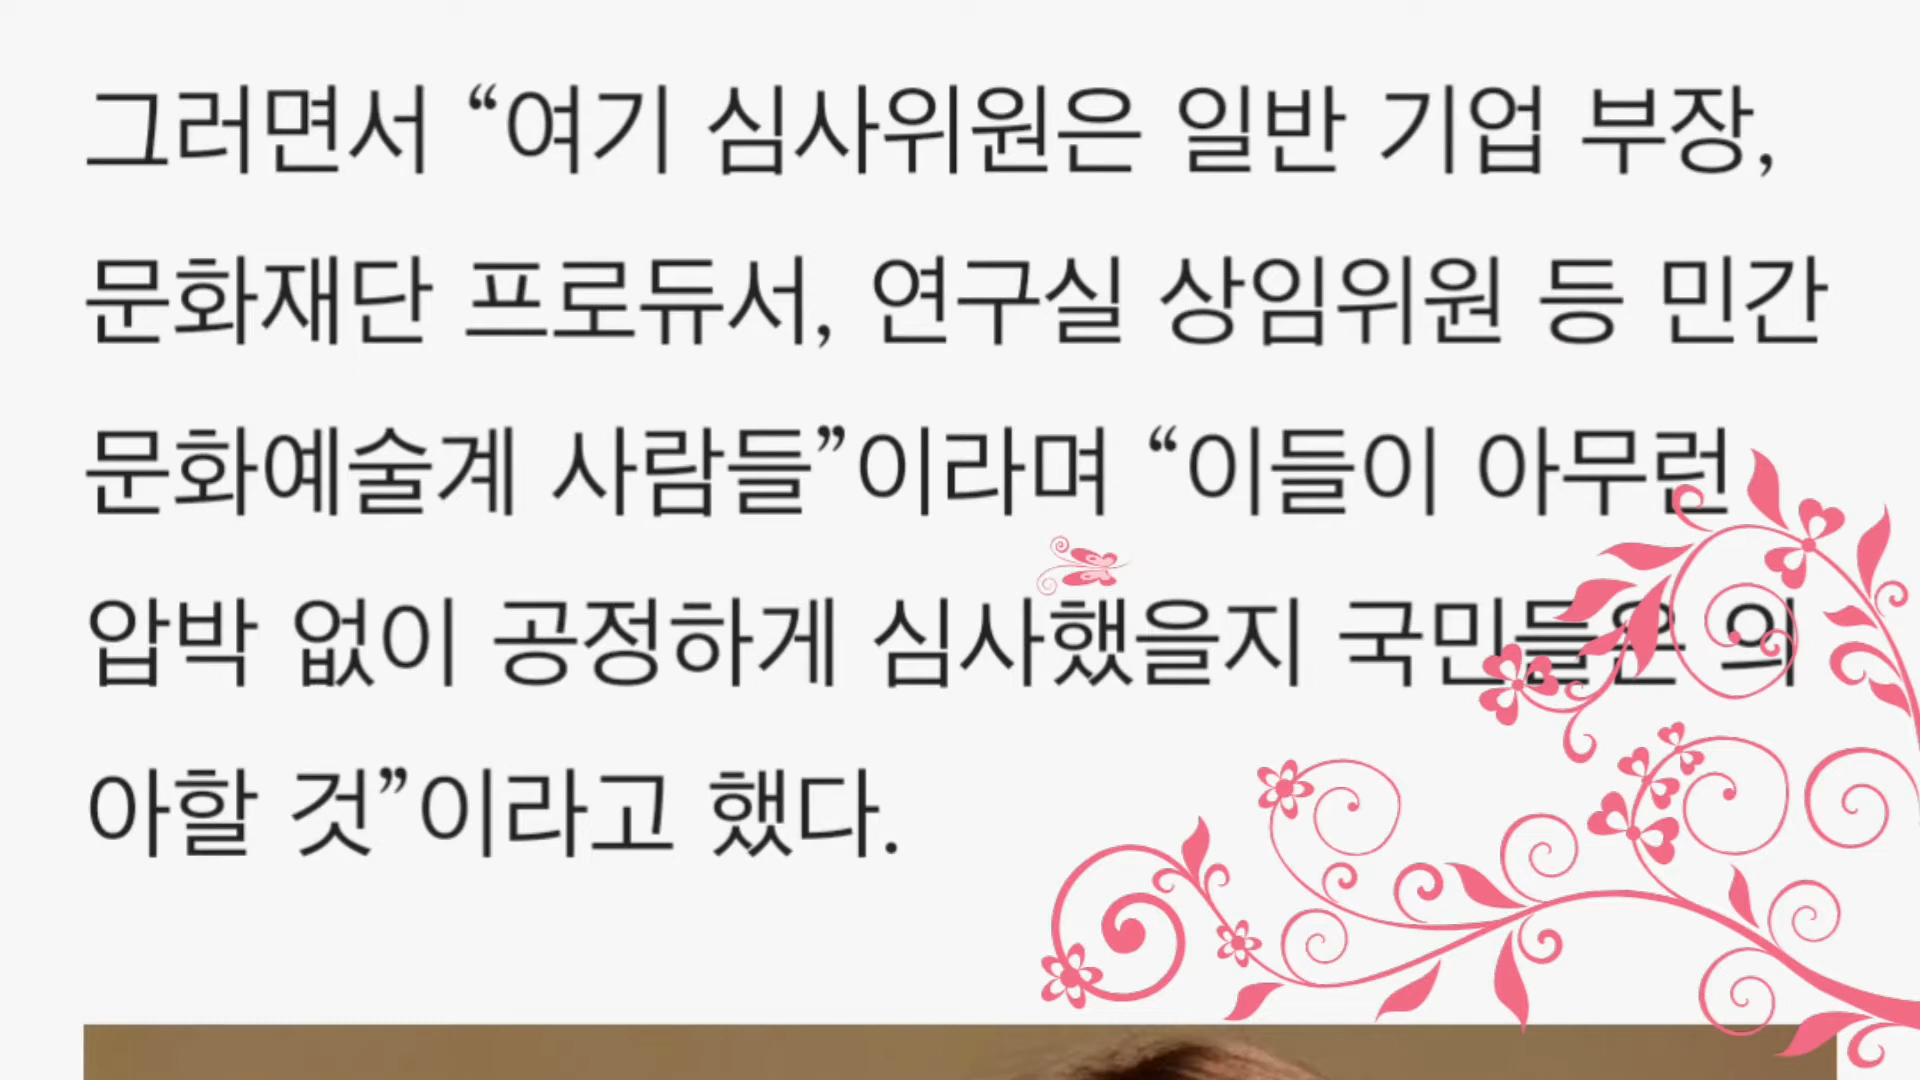 그러면서 “여기 심사위원은 일반 기업 부장,
문화재단 프로듀서, 연구실 상임위원 등 민간
문화예술계 사람들”이라며 “이들이 아무런
압박 없이 공정하게 심사했을지 국민들은 의
아할 것”이라고 했다.